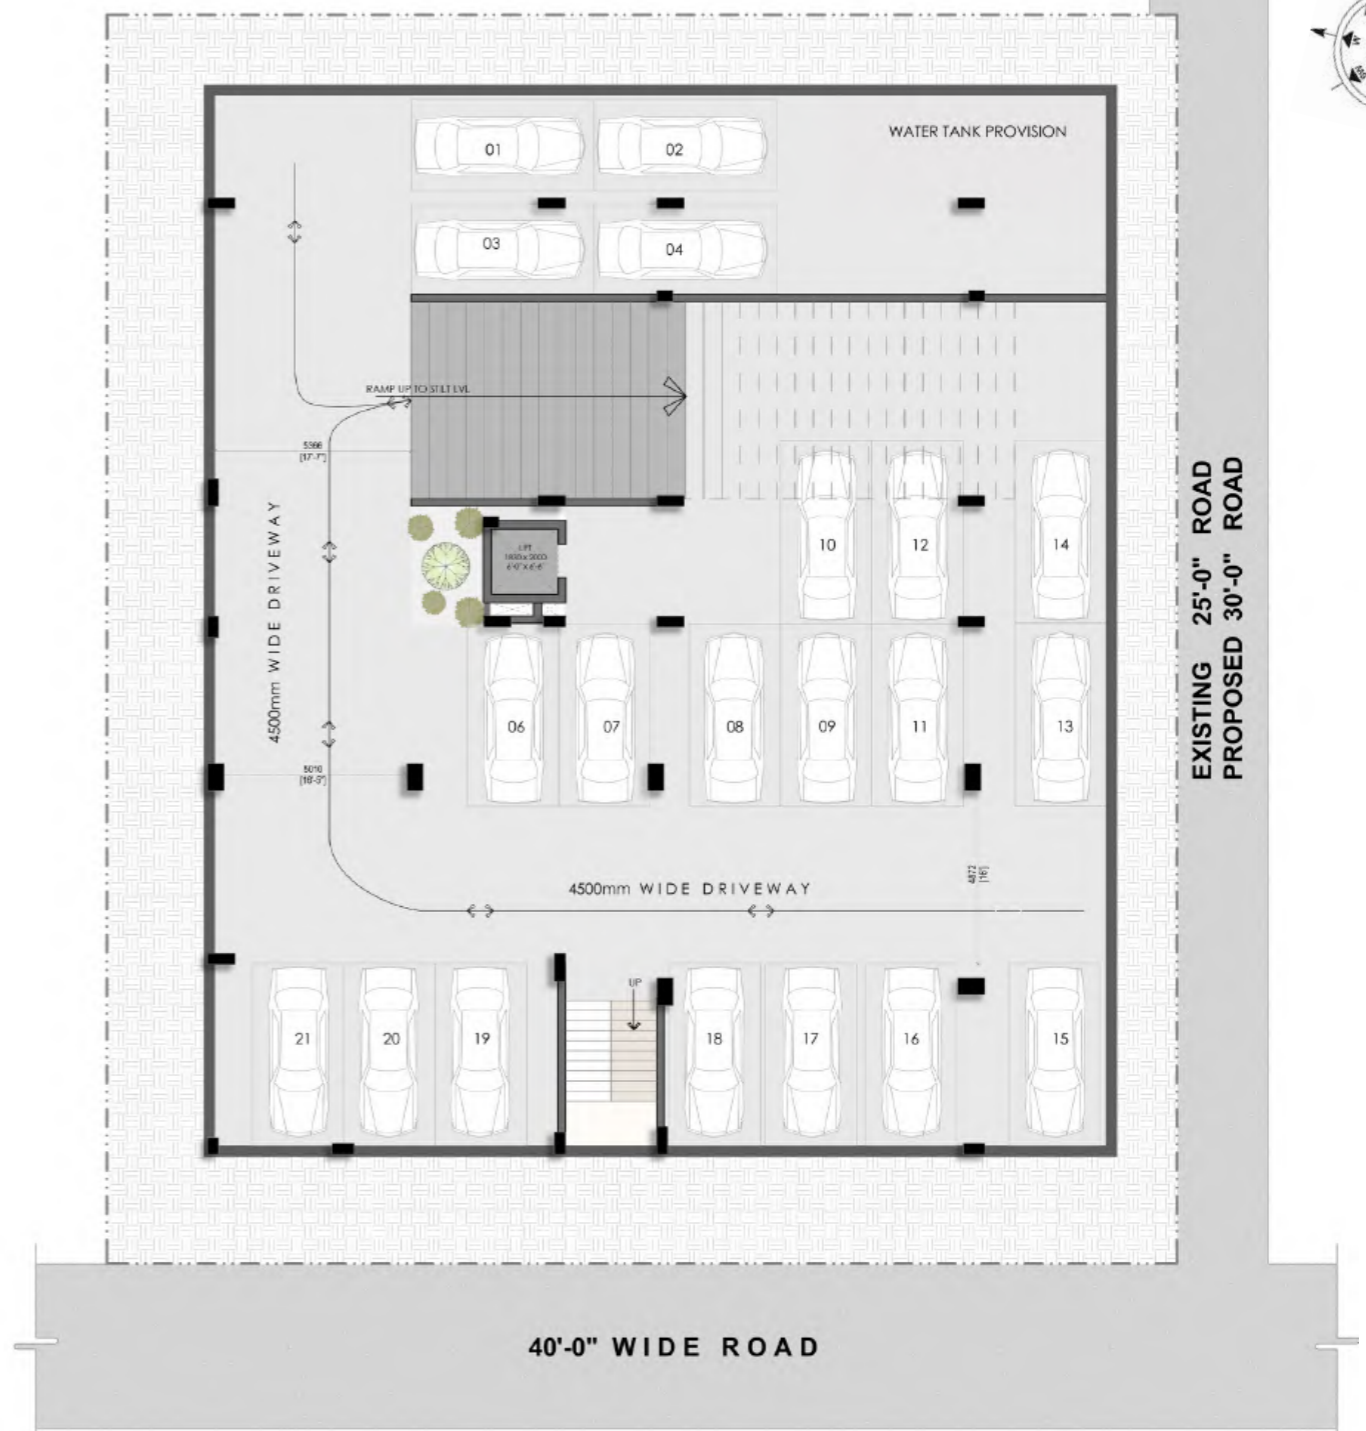 W
01
02
WATER TANK PROVISION
03
04
RAMP UP TO STILT LVL
5366
[17'-7"]
4500mm WIDE DRIVEWAY
LIFT
10
12
14
EXISTING 25'-0" ROAD
PROPOSED 30'-0" ROAD
06
07
08
09
11
13
5010
[16'-5"]
4500mm WIDE DRIVEWAY
4872
[16']
UP
21
20
19
18
17
16
15
40'-0" WIDE ROAD